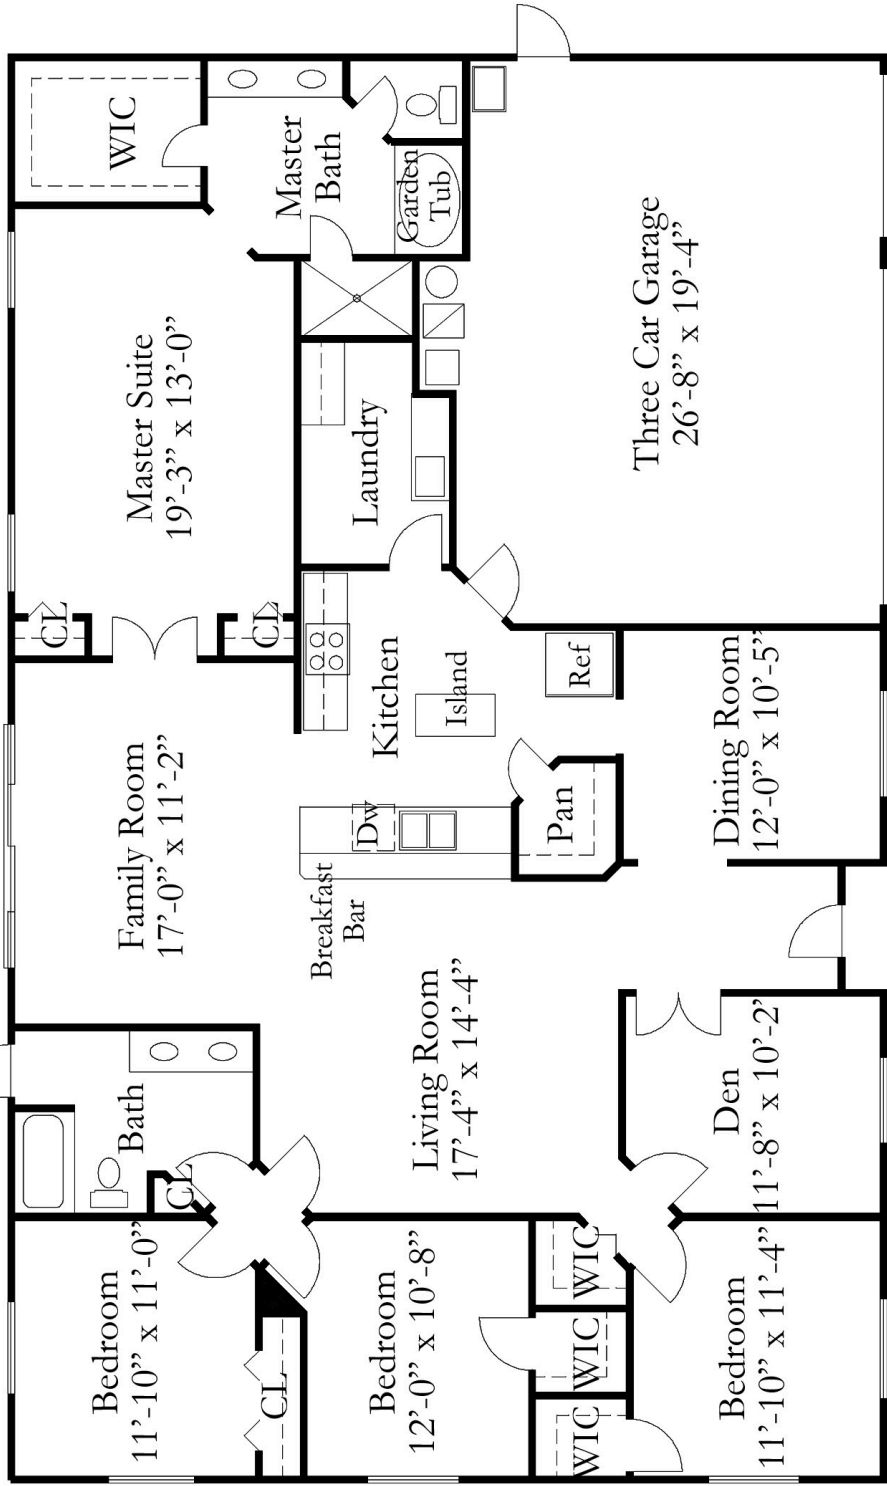 Bedroom
11'-10" x 11'-0"
CL
Bath
CL
Family Room
17'-0" x 11'-2"
CL
CL
Master Suite
19'-3" x 13'-0"
WIC
Master
Bath
Garden
Tub
Bedroom
12'-0" x 10'-8"
Living Room
17'-4" x 14'-4"
Breakfast
Bar
Dw
Kitchen
Island
Ref
Pan
Laundry
WIC
WIC
WIC
Bedroom
11'-10" x 11'-4"
Den
11'-8" x 10'-2"
Dining Room
12'-0" x 10'-5"
Three Car Garage
26'-8" x 19'-4"